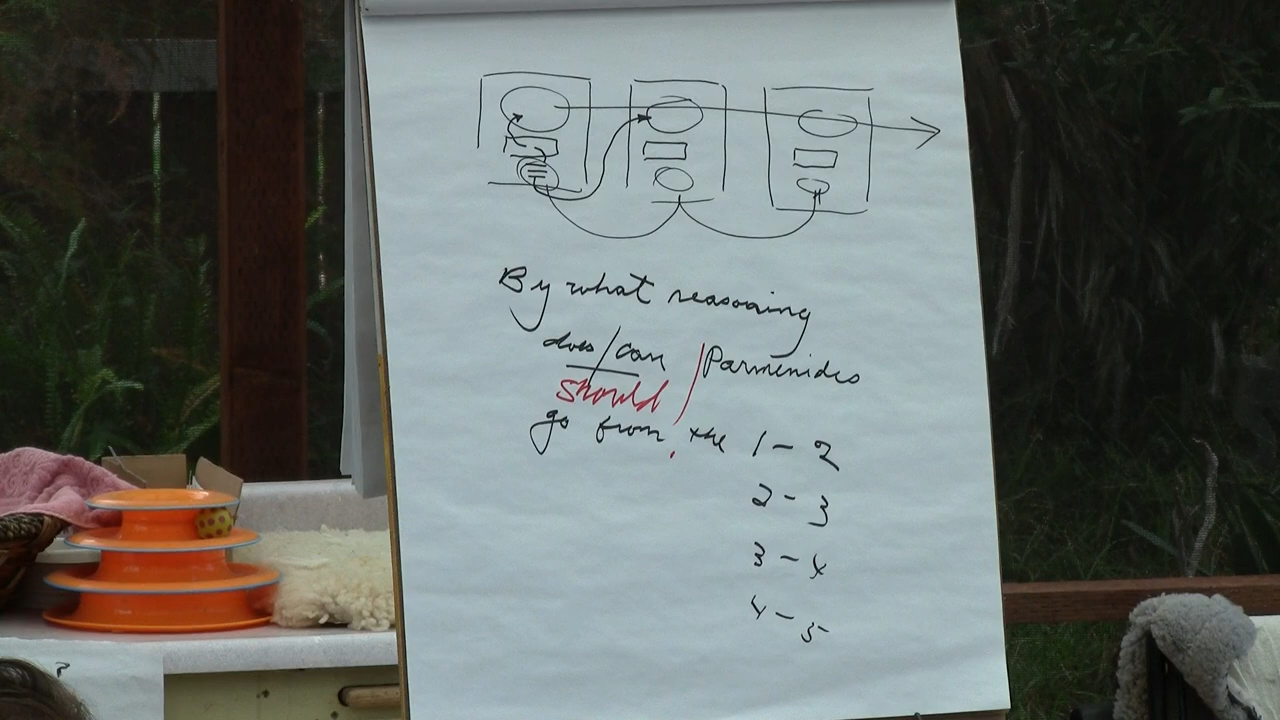 By what reasoning
does/can / Parmenides
should
go from the 1 - 2
2 - 3
3 - 4
4 - 5
?